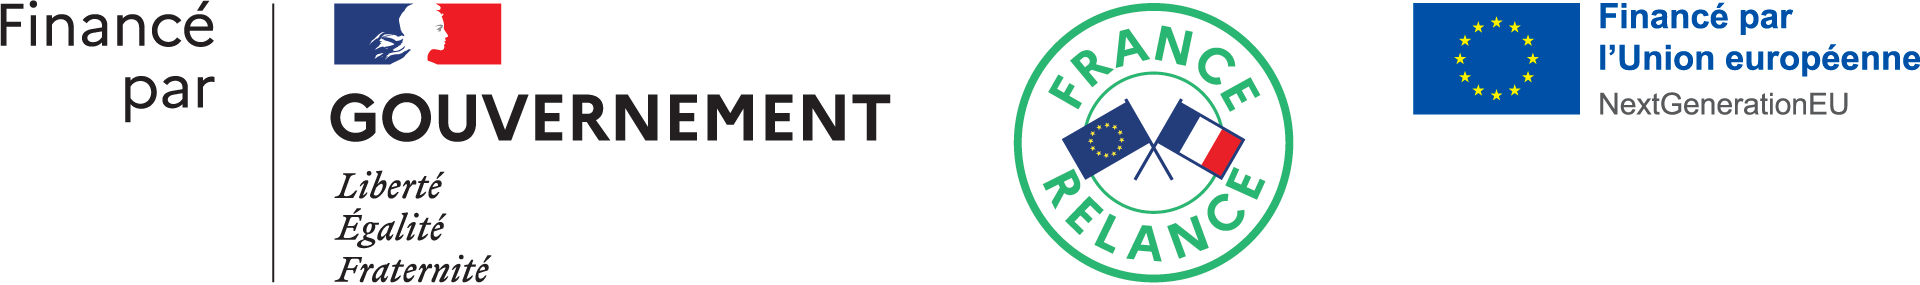 Financé
par
GOUVERNEMENT
Liberté
Égalité
Fraternité
FRANCE
RELANCE
Financé par
l'Union européenne
NextGenerationEU